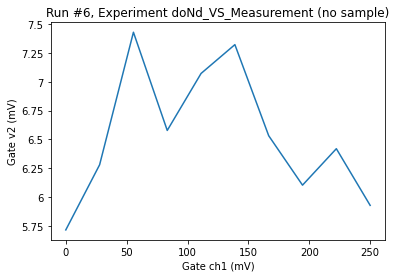 Run #6, Experiment doNd_VS_Measurement (no sample)
7.5
7.25
7
6.75
6.5
6.25
6
5.75
Gate v2 (mV)
0 50 100 150 200 250
Gate ch1 (mV)